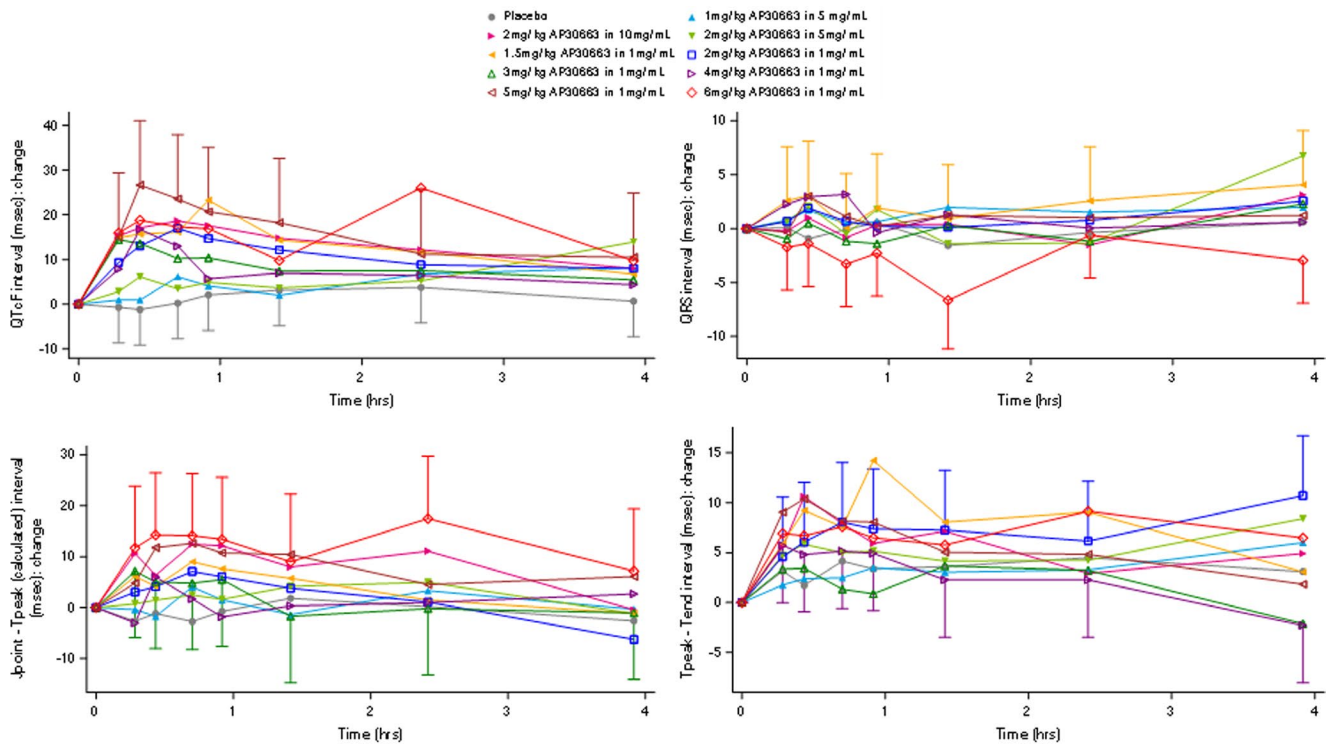 Placebo
1mg/kg AP30663 in 5 mg/mL
2mg/kg AP30663 in 10mg/mL
2mg/kg AP30663 in 5mg/mL
1.5mg/kg AP30663 in 1mg/mL
2mg/kg AP30663 in 1mg/mL
3mg/kg AP30663 in 1mg/mL
4mg/kg AP30663 in 1mg/mL
5mg/kg AP30663 in 1mg/mL
6mg/kg AP30663 in 1mg/mL
QTcF interval (msec): change
40
30
20
10
0
-10
0 1 2 3 4
Time (hrs)
QRS interval (msec): change
10
5
0
-5
-10
0 1 2 3 4
Time (hrs)
Jpoint - Tpeak (calculated) interval
(msec): change
30
20
10
0
-10
0 1 2 3 4
Time (hrs)
Tpeak - Tend interval (msec): change
15
10
5
0
-5
0 1 2 3 4
Time (hrs)